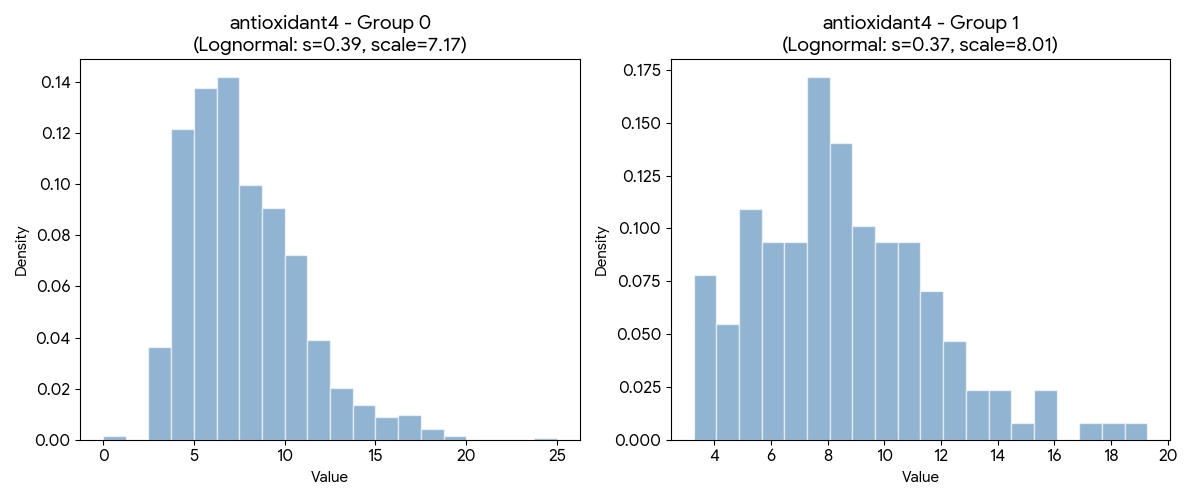 antioxidant4 - Group 0
(Lognormal: s=0.39, scale=7.17)
Density
0.14
0.12
0.10
0.08
0.06
0.04
0.02
0.00
0 5 10 15 20 25
Value
antioxidant4 - Group 1
(Lognormal: s=0.37, scale=8.01)
Density
0.175
0.150
0.125
0.100
0.075
0.050
0.025
0.000
4 6 8 10 12 14 16 18 20
Value